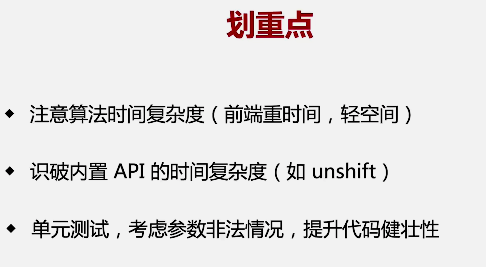 划重点
◆ 注意算法时间复杂度（前端重时间，轻空间）
◆ 识破内置 API 的时间复杂度（如 unshift）
◆ 单元测试，考虑参数非法情况，提升代码健壮性